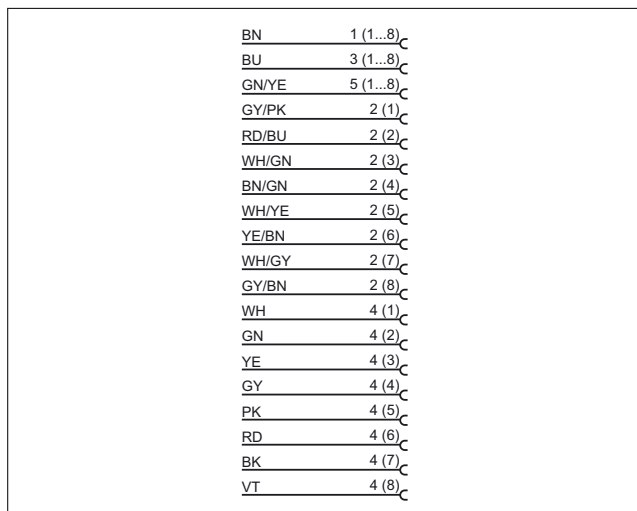 BN 1 (1...8)
BU 3 (1...8)
GN/YE 5 (1...8)
GY/PK 2 (1)
RD/BU 2 (2)
WH/GN 2 (3)
BN/GN 2 (4)
WH/YE 2 (5)
YE/BN 2 (6)
WH/GY 2 (7)
GY/BN 2 (8)
WH 4 (1)
GN 4 (2)
YE 4 (3)
GY 4 (4)
PK 4 (5)
RD 4 (6)
BK 4 (7)
VT 4 (8)